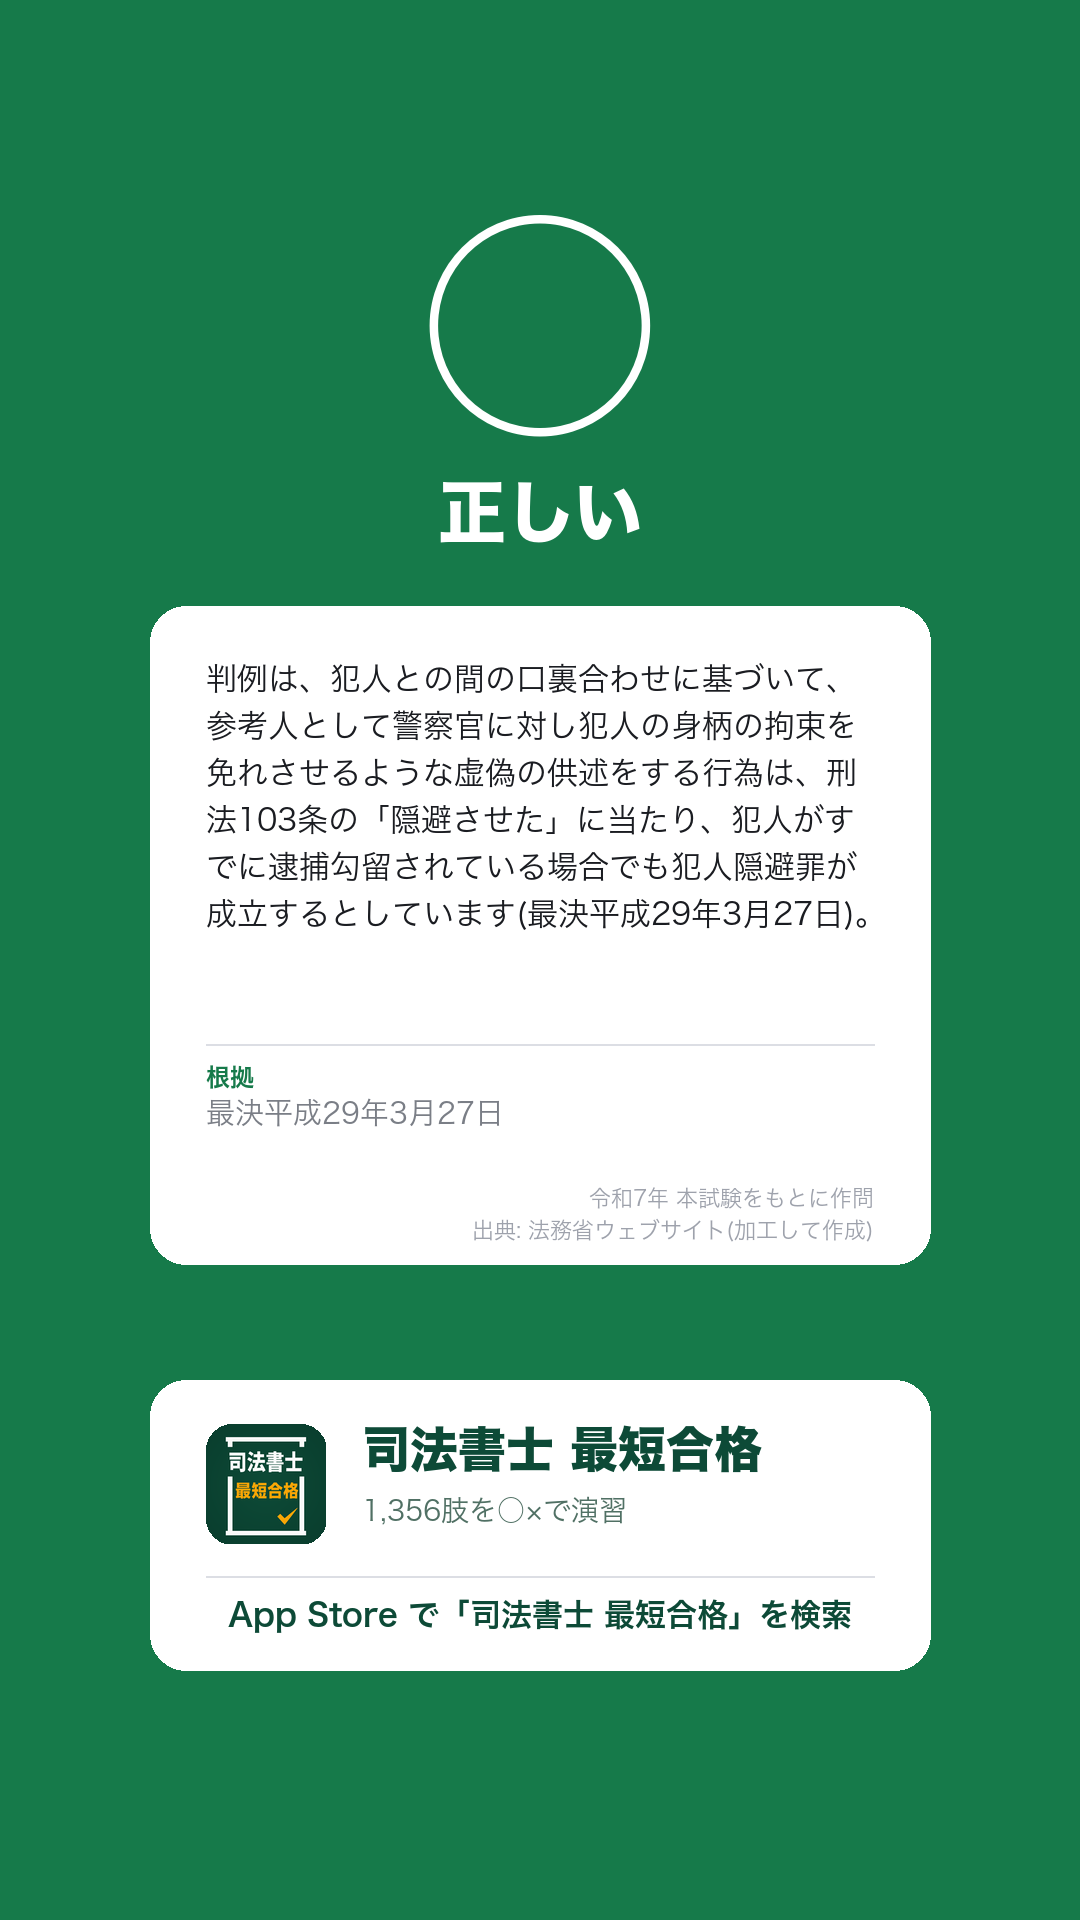 正しい
判例は、犯人との間の口裏合わせに基づいて、
参考人として警察官に対し犯人の身柄の拘束を
免れさせるような虚偽の供述をする行為は、刑
法103条の「隠避させた」に当たり、犯人がす
でに逮捕勾留されている場合でも犯人隠避罪が
成立するとしています(最決平成29年3月27日)。
根拠
最決平成29年3月27日
令和7年 本試験をもとに作問
出典: 法務省ウェブサイト(加工して作成)
司法書士
最短合格
司法書士 最短合格
1,356肢を○×で演習
App Store で「司法書士 最短合格」を検索